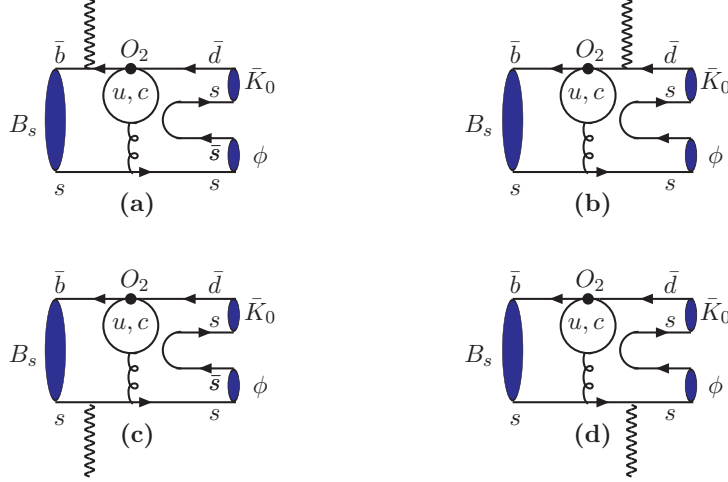 b̄ O₂ d̄
u, c s K̄₀
Bₛ
s̄ ϕ
s s
(a)
b̄ O₂ d̄
u, c s K̄₀
Bₛ
s̄ ϕ
s s
(b)
b̄ O₂ d̄
u, c s K̄₀
Bₛ
s̄ ϕ
s s
(c)
b̄ O₂ d̄
u, c s K̄₀
Bₛ
s̄ ϕ
s s
(d)